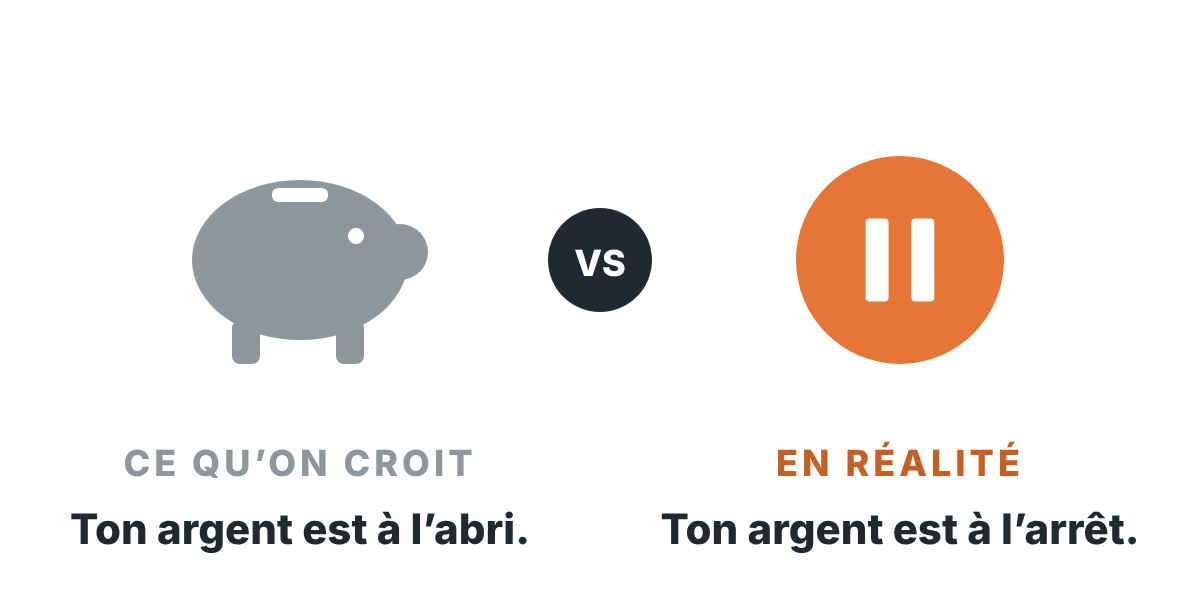 VS
CE QU’ON CROIT
Ton argent est à l’abri.
EN RÉALITÉ
Ton argent est à l’arrêt.